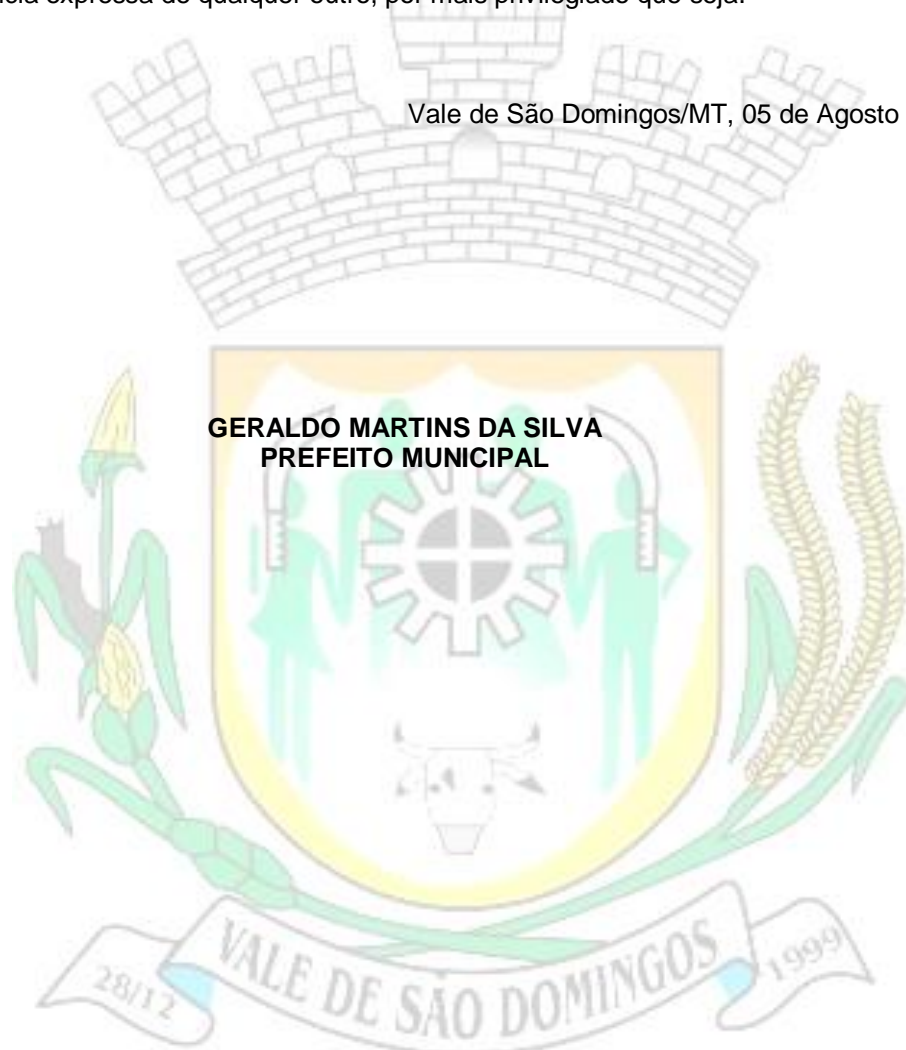 expressa de qualquer outro, por mais privilegiado que seja.
Vale de São Domingos/MT, 05 de Agosto
GERALDO MARTINS DA SILVA
PREFEITO MUNICIPAL
28/12
VALE DE SÃO DOMINGOS
1999